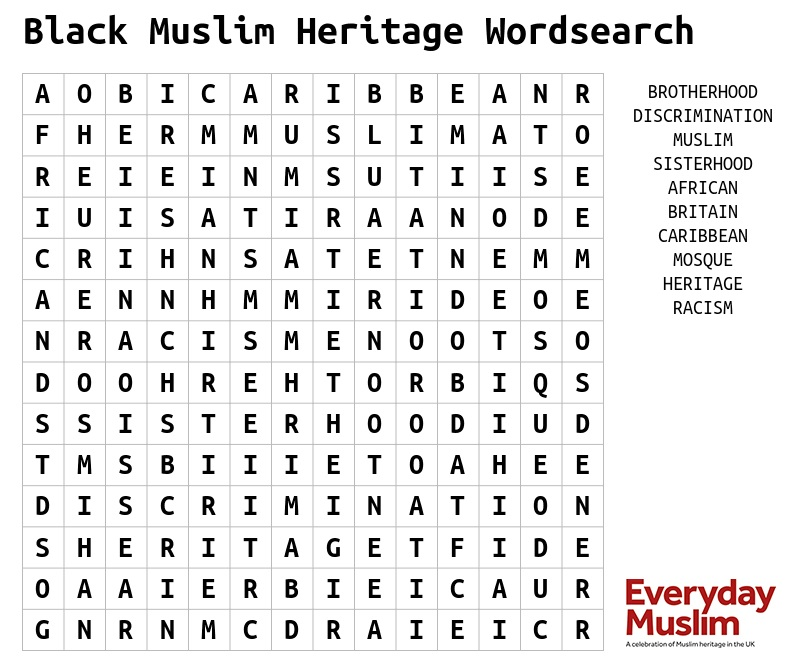 Black Muslim Heritage Wordsearch
A O B I C A R I B B E A N R
F H E R M M U S L I M A T O
R E I E I N M S U T I I S E
I U I S A T I R A A N O D E
C R I H N S A T E T N E M M
A E N N H M M I R I D E O E
N R A C I S M E N O O T S O
D O O H R E H T O R B I Q S
S S I S T E R H O O D I U D
T M S B I I I E T O A H E E
D I S C R I M I N A T I O N
S H E R I T A G E T F I D E
O A A I E R B I E I C A U R
G N R N M C D R A I E I C R
BROTHERHOOD
DISCRIMINATION
MUSLIM
SISTERHOOD
AFRICAN
BRITAIN
CARIBBEAN
MOSQUE
HERITAGE
RACISM
Everyday
Muslim
A celebration of Muslim heritage in the UK